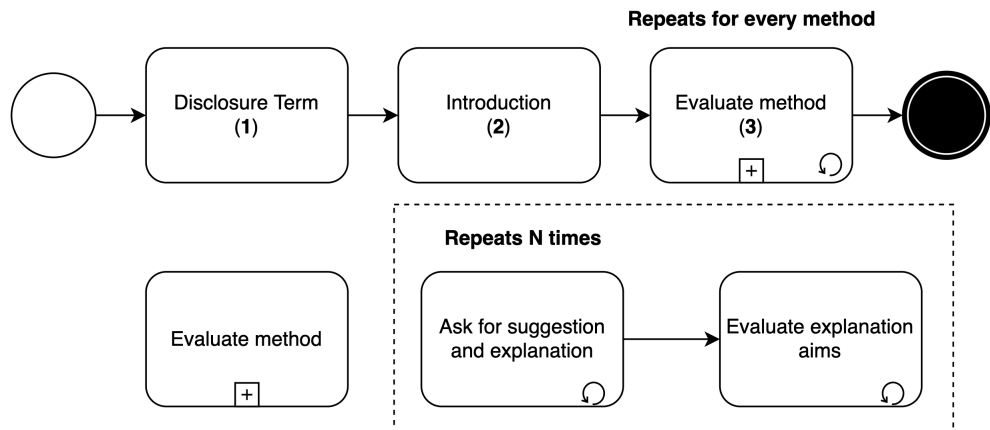 Repeats for every method
Disclosure Term
(1)
Introduction
(2)
Evaluate method
(3)
+
Repeats N times
Evaluate method
+
Ask for suggestion
and explanation
Evaluate explanation
aims